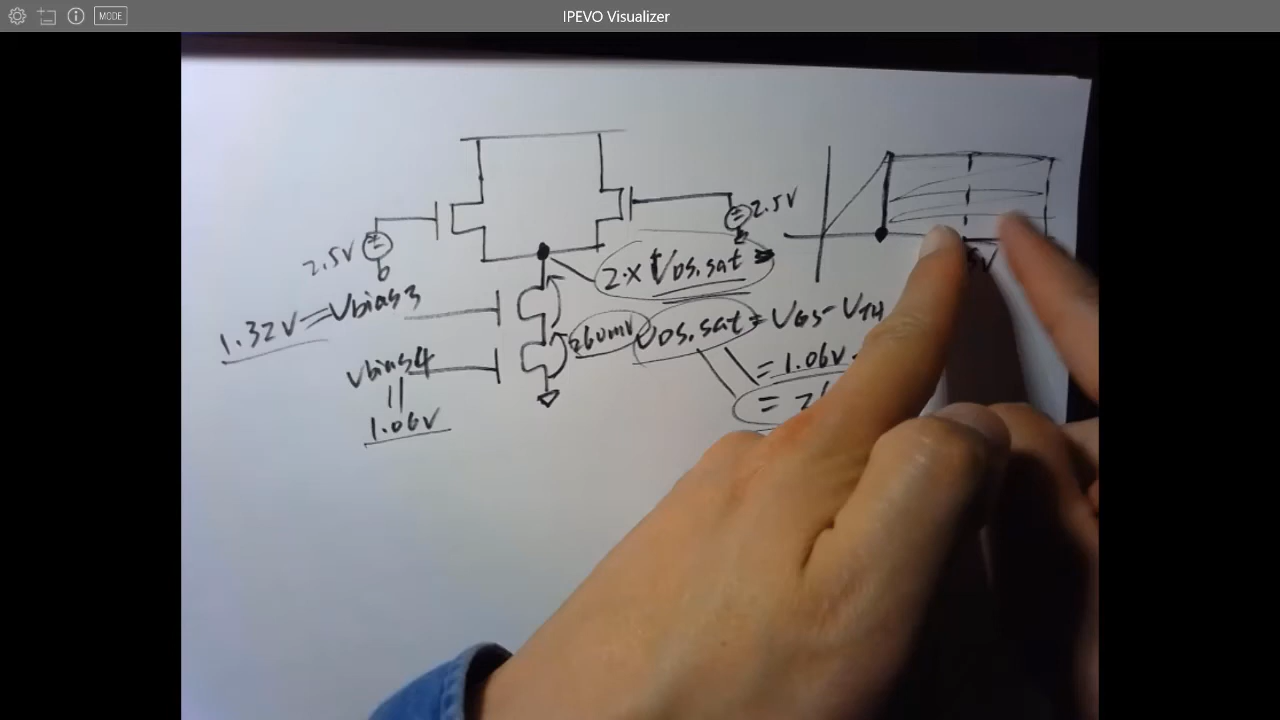 MODE
IPEVO Visualizer
2.5V
2.5V
2·x VDS,sat
1.32V = Vbias3
260mV
VDS,sat = VGS - VTH
Vbias4
= 1.06V
=
1.06V